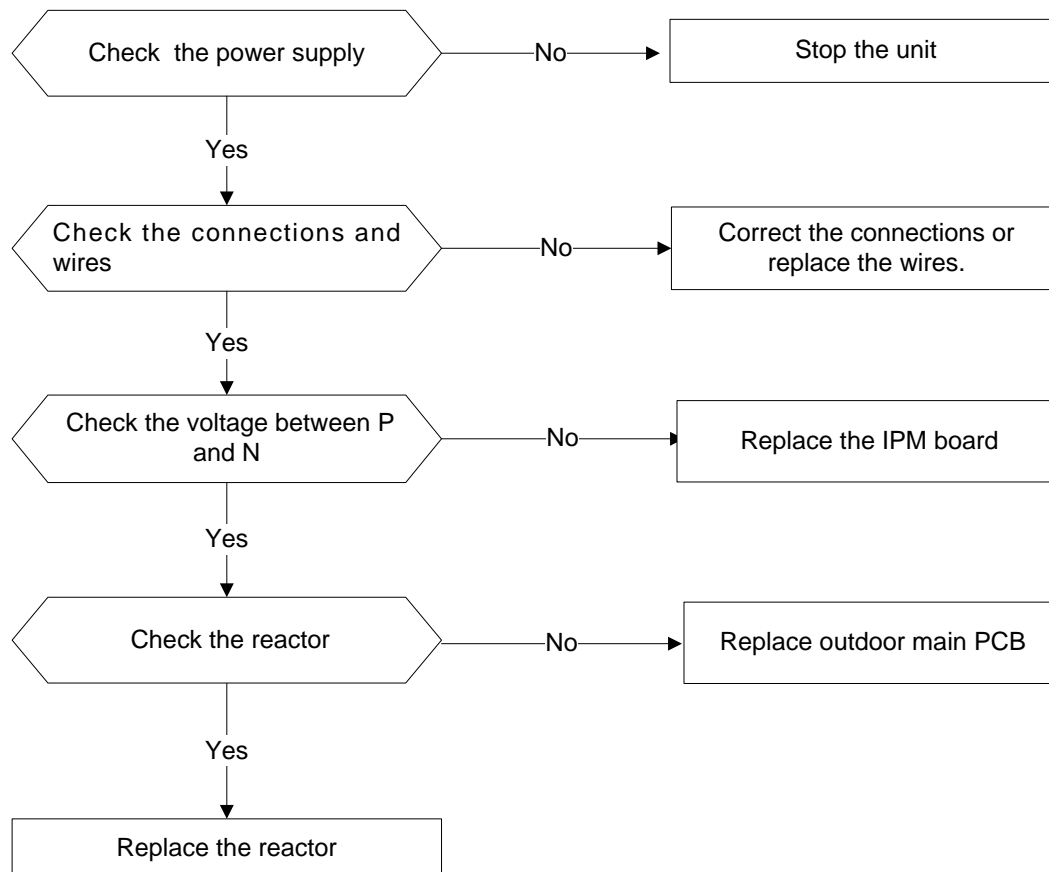 Check the power supply
No
Stop the unit
Yes
Check the connections and
wires
No
Correct the connections or
replace the wires.
Yes
Check the voltage between P
and N
No
Replace the IPM board
Yes
Check the reactor
No
Replace outdoor main PCB
Yes
Replace the reactor